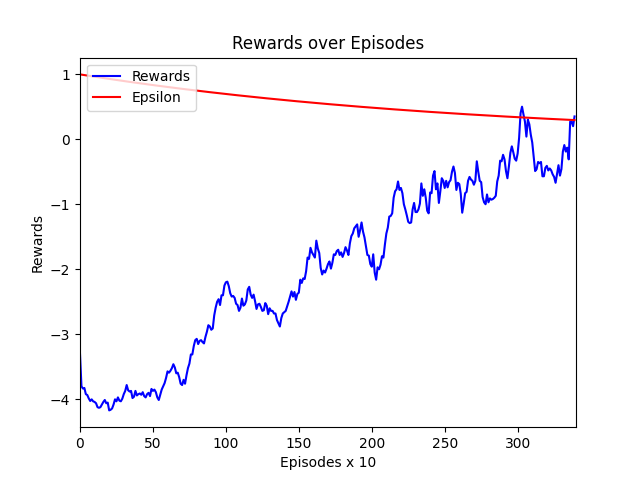 Rewards over Episodes
Rewards
Epsilon
1
0
−1
−2
−3
−4
Rewards
0 50 100 150 200 250 300
Episodes x 10